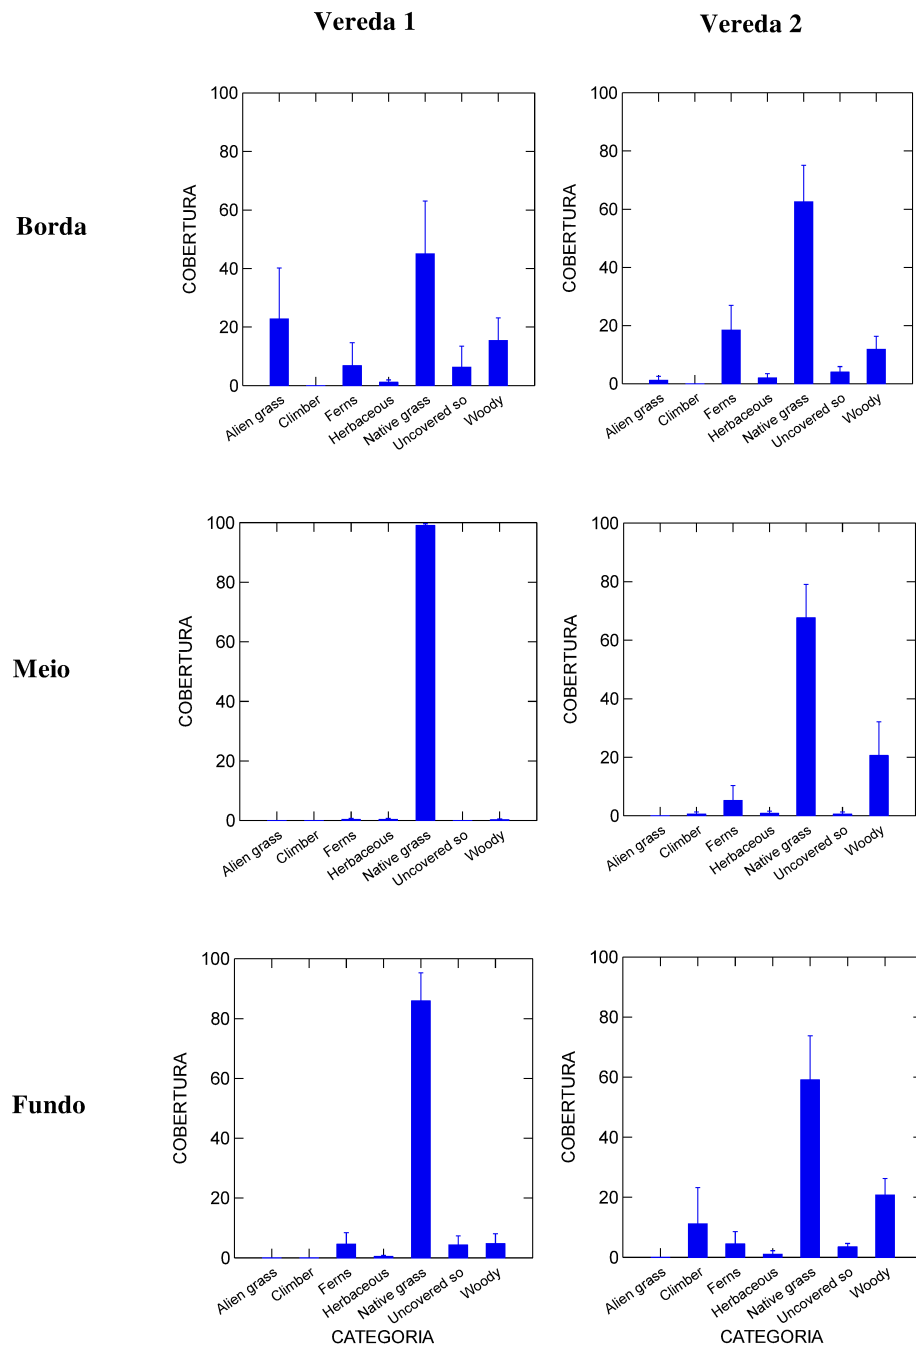 Vereda 1
Vereda 2
Borda
COBERTURA
100
80
60
40
20
0
Alien grass
Climber
Ferns
Herbaceous
Native grass
Uncovered so
Woody
COBERTURA
100
80
60
40
20
0
Alien grass
Climber
Ferns
Herbaceous
Native grass
Uncovered so
Woody
Meio
COBERTURA
100
80
60
40
20
0
Alien grass
Climber
Ferns
Herbaceous
Native grass
Uncovered so
Woody
COBERTURA
100
80
60
40
20
0
Alien grass
Climber
Ferns
Herbaceous
Native grass
Uncovered so
Woody
Fundo
COBERTURA
100
80
60
40
20
0
Alien grass
Climber
Ferns
Herbaceous
Native grass
Uncovered so
Woody
CATEGORIA
COBERTURA
100
80
60
40
20
0
Alien grass
Climber
Ferns
Herbaceous
Native grass
Uncovered so
Woody
CATEGORIA